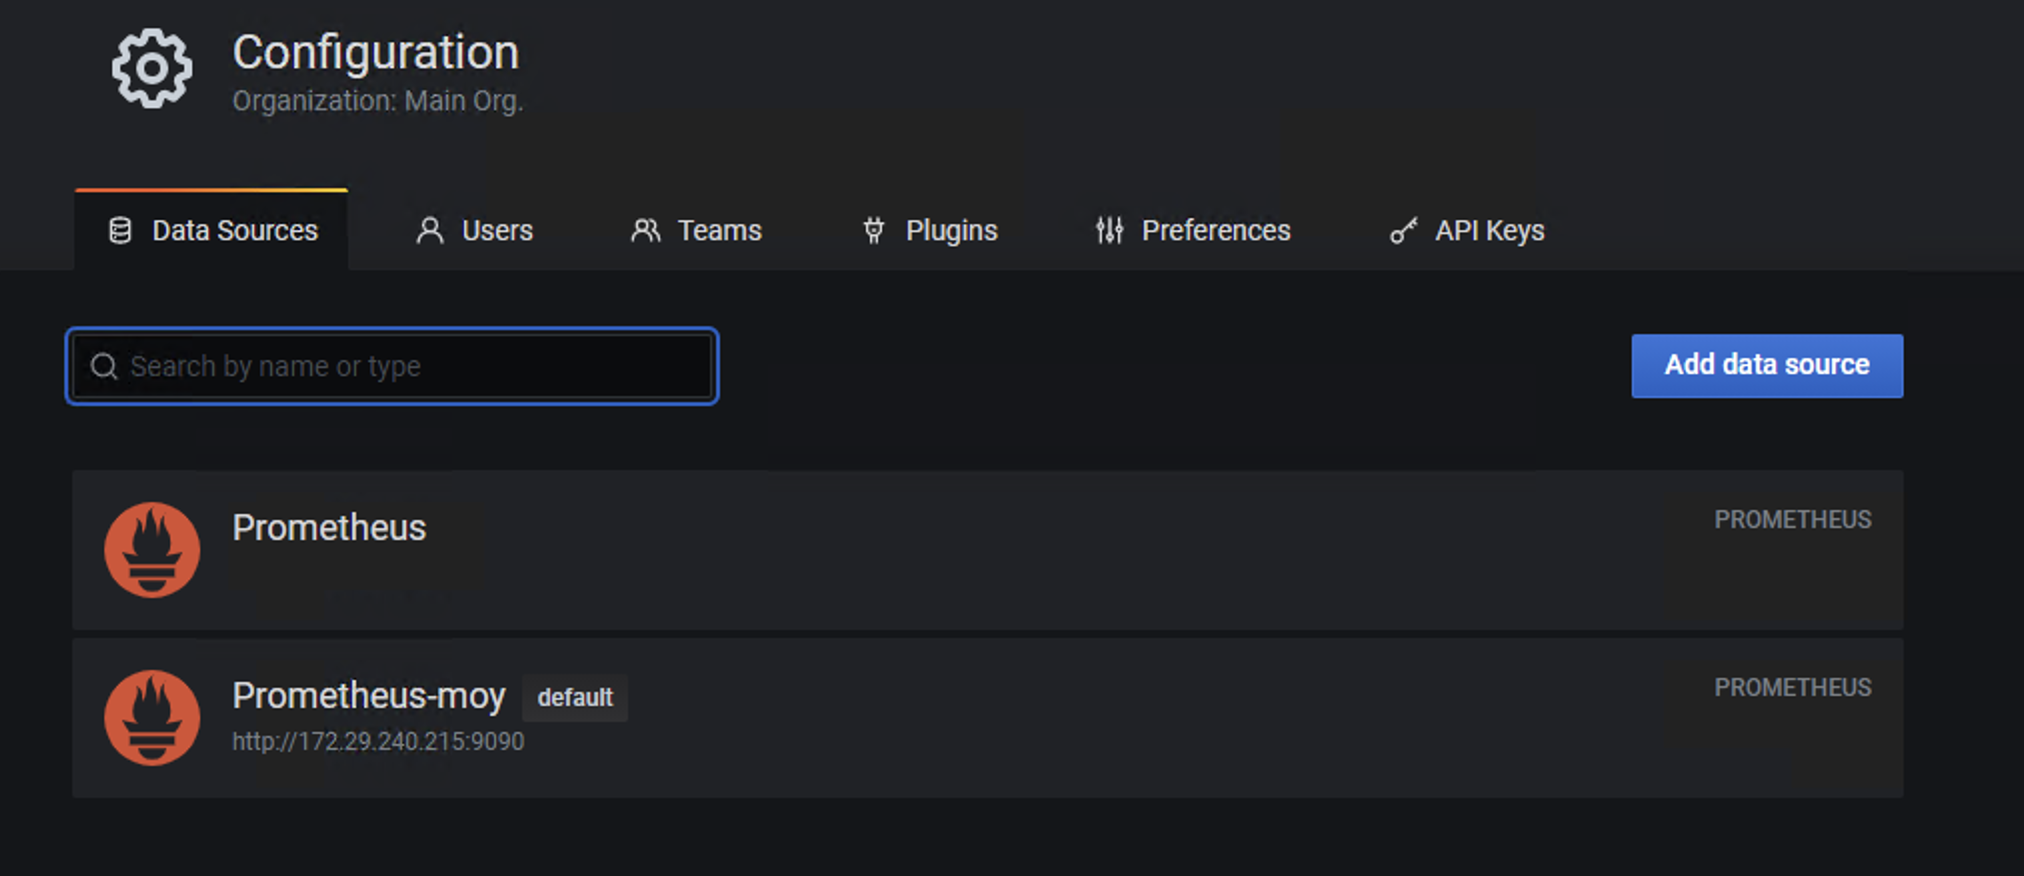 Configuration
Organization: Main Org.
Data Sources Users Teams Plugins Preferences API Keys
Search by name or type
Add data source
Prometheus
PROMETHEUS
Prometheus-moy default
PROMETHEUS
http://172.29.240.215:9090